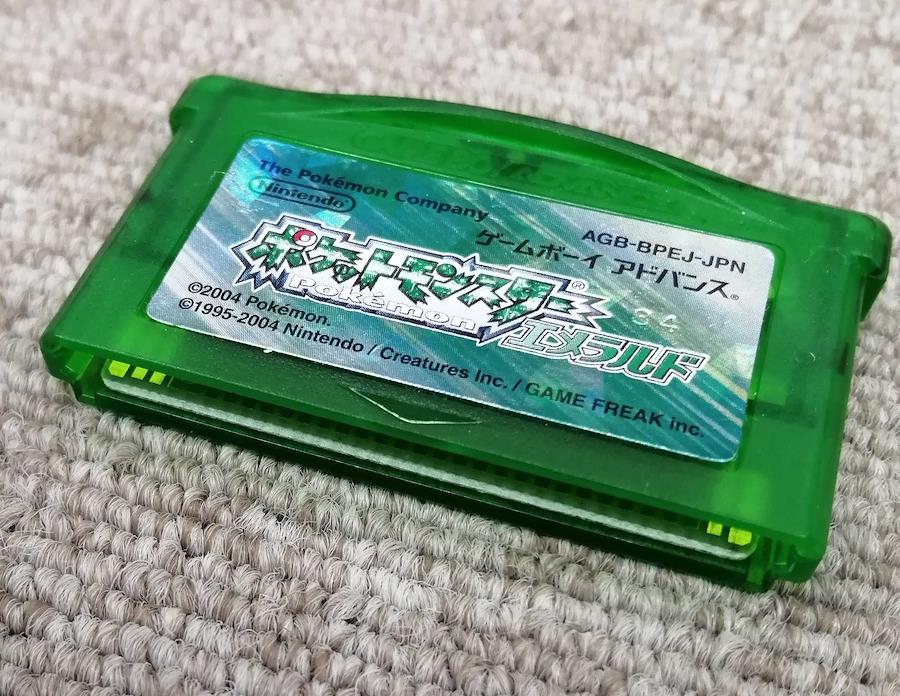 The Pokémon Company
Nintendo
AGB-BPEJ-JPN
ゲームボーイ アドバンス®
ポケットモンスター®
POKéMON
エメラルド
84
©2004 Pokémon.
©1995-2004 Nintendo / Creatures Inc. / GAME FREAK inc.